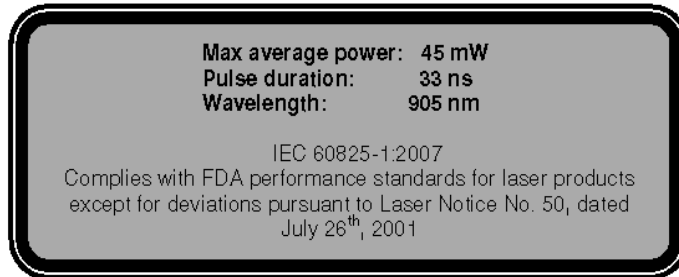 Max average power: 45 mW
Pulse duration: 33 ns
Wavelength: 905 nm
IEC 60825-1:2007
Complies with FDA performance standards for laser products
except for deviations pursuant to Laser Notice No. 50, dated
July 26th, 2001